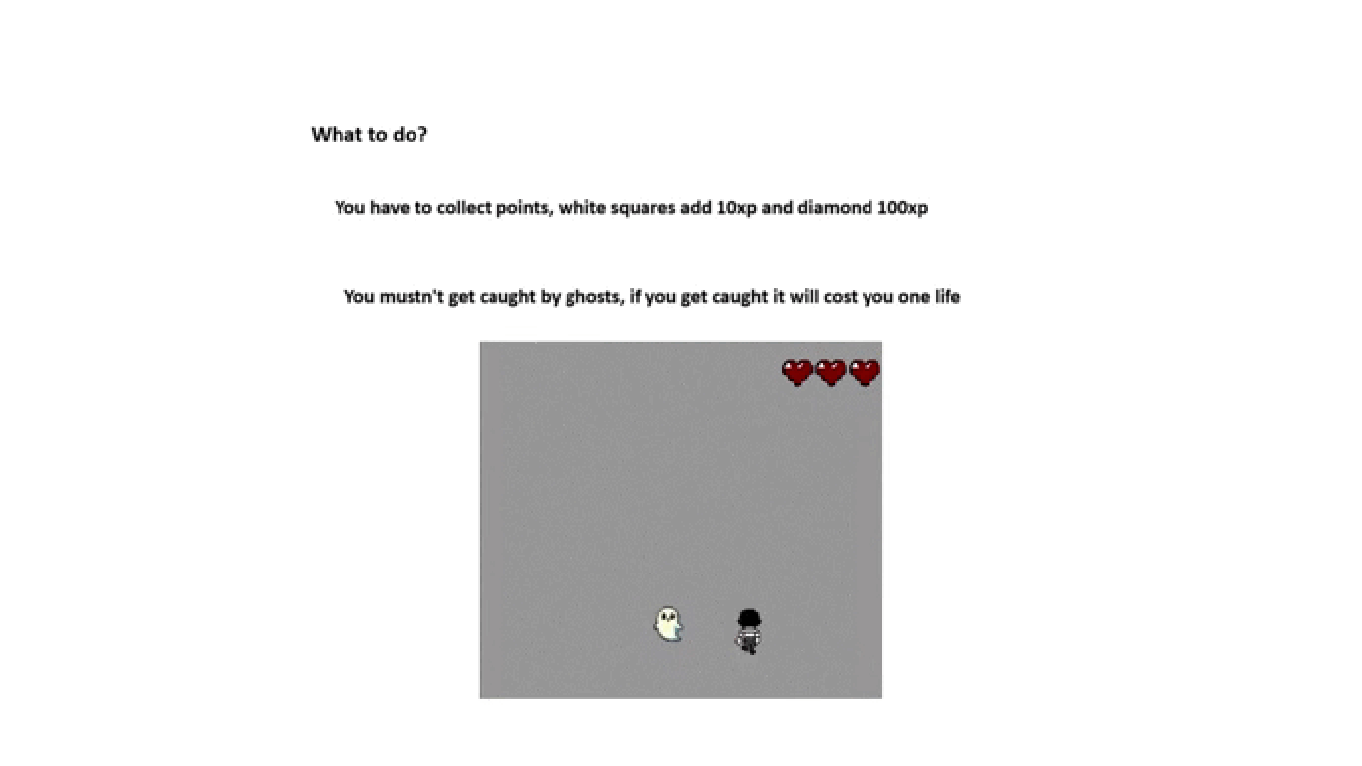 What to do?
You have to collect points, white squares add 10xp and diamond 100xp
You mustn't get caught by ghosts, if you get caught it will cost you one life